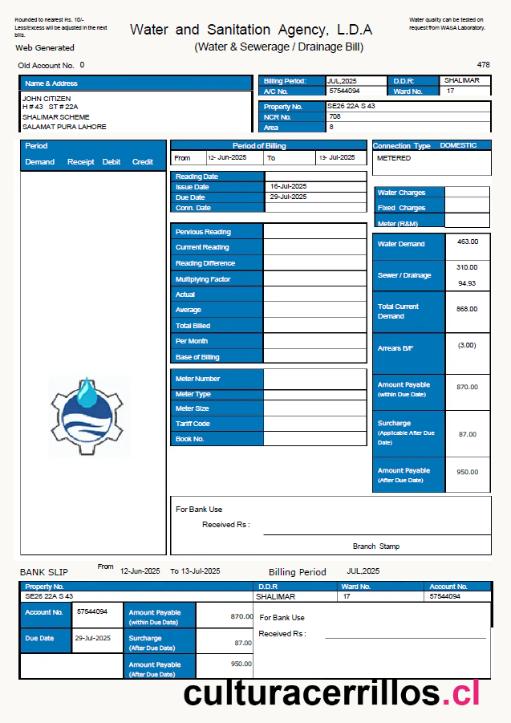 Rounded to nearest Rs. 10/-
Less/Excess will be adjusted in the next
bills.
Web Generated
Water and Sanitation Agency, L.D.A
(Water & Sewerage / Drainage Bill)
Water quality can be tested on
request from WASA Laboratory.
Old Account No. 0
478
Name & Address
JOHN CITIZEN
H # 43 ST # 22A
SHALIMAR SCHEME
SALAMAT PURA LAHORE
Billing Period: JUL,2025 D.D.R: SHALIMAR
A/C No. 57544094 Ward No. 17
Property No. SE26 22A S 43
NCR No. 708
Area 8
Period
Demand Receipt Debit Credit
Period of Billing
From 12-Jun-2025 To 13-Jul-2025
Reading Date
Issue Date 16-Jul-2025
Due Date 29-Jul-2025
Conn. Date
Pervious Reading
Current Reading
Reading Difference
Multiplying Factor
Actual
Average
Total Billed
Per Month
Base of Billing
Meter Number
Meter Type
Meter Size
Tariff Code
Book No.
Connection Type DOMESTIC
METERED
Water Charges
Fixed Charges
Meter (R&M)
Water Demand 463.00
Sewer / Drainage 310.00
94.93
Total Current
Demand 868.00
Arrears B/F (3.00)
Amount Payable
(within Due Date) 870.00
Surcharge
(Applicable After Due
Date) 87.00
Amount Payable
(After Due Date) 950.00
For Bank Use
Received Rs :
Branch Stamp
BANK SLIP From 12-Jun-2025 To 13-Jul-2025 Billing Period JUL,2025
Property No. D.D.R Ward No. Account No.
SE26 22A S 43 SHALIMAR 17 57544094
Account No. 57544094 Amount Payable
(within Due Date) 870.00
Due Date 29-Jul-2025 Surcharge
(After Due Date) 87.00
Amount Payable
(After Due Date) 950.00
For Bank Use
Received Rs :
culturacerrillos.cl